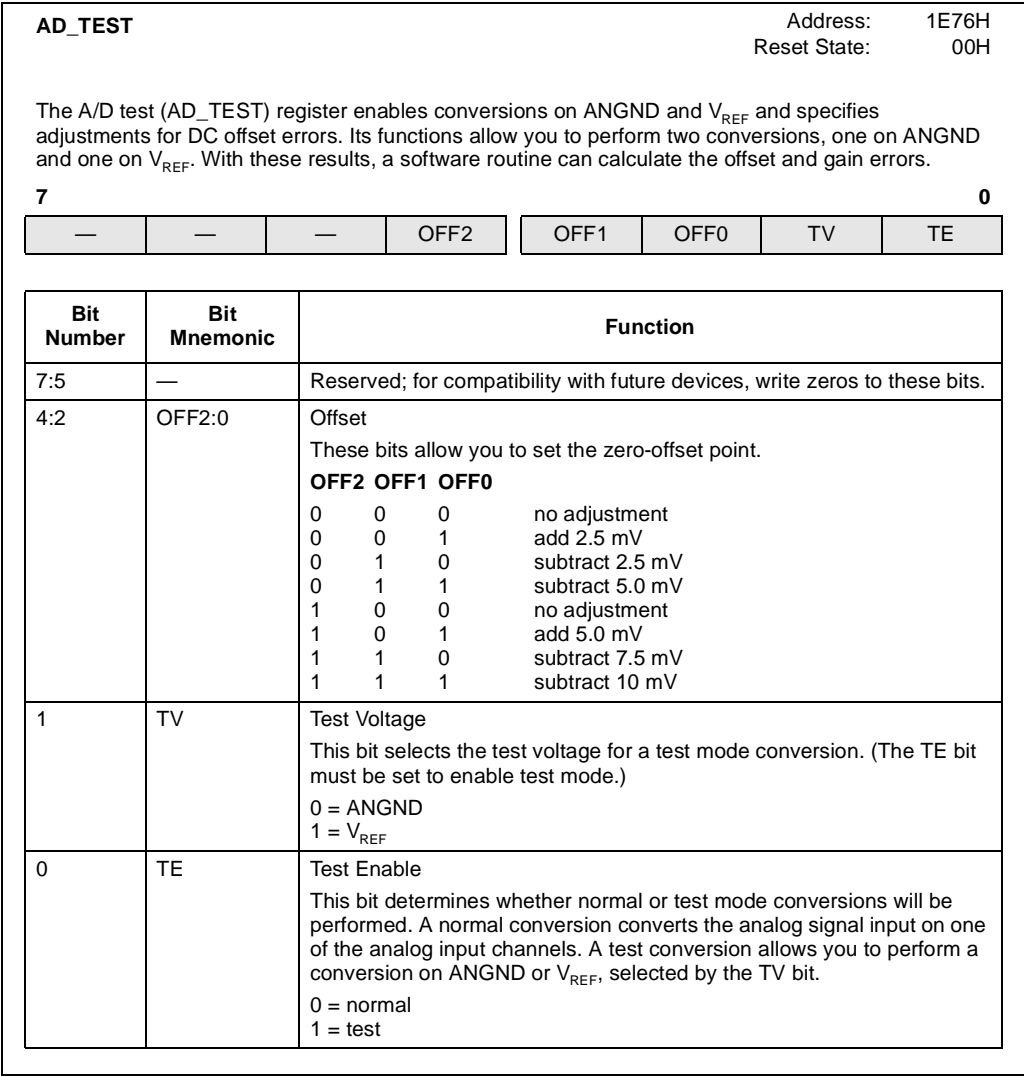 AD_TEST Address: 1E76H
Reset State: 00H
The A/D test (AD_TEST) register enables conversions on ANGND and VREF and specifies
adjustments for DC offset errors. Its functions allow you to perform two conversions, one on ANGND
and one on VREF. With these results, a software routine can calculate the offset and gain errors.
7 0
— — — OFF2 OFF1 OFF0 TV TE
Bit Number Bit Mnemonic Function
7:5 — Reserved; for compatibility with future devices, write zeros to these bits.
4:2 OFF2:0 Offset
These bits allow you to set the zero-offset point.
OFF2 OFF1 OFF0
0 0 0 no adjustment
0 0 1 add 2.5 mV
0 1 0 subtract 2.5 mV
0 1 1 subtract 5.0 mV
1 0 0 no adjustment
1 0 1 add 5.0 mV
1 1 0 subtract 7.5 mV
1 1 1 subtract 10 mV
1 TV Test Voltage
This bit selects the test voltage for a test mode conversion. (The TE bit
must be set to enable test mode.)
0 = ANGND
1 = VREF
0 TE Test Enable
This bit determines whether normal or test mode conversions will be
performed. A normal conversion converts the analog signal input on one
of the analog input channels. A test conversion allows you to perform a
conversion on ANGND or VREF, selected by the TV bit.
0 = normal
1 = test